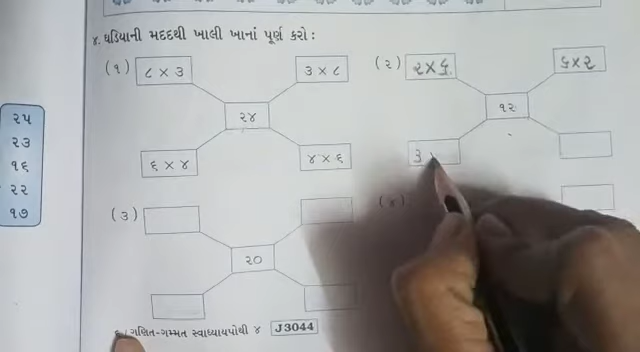 ૪. ઘડિયાની મદદથી ખાલી ખાનાં પૂર્ણ કરો :
(૧) ૮ × ૩ ૩ × ૮ (૨) ૨×૬ ૬×૨
૨૪ ૧૨
૬ × ૪ ૪ × ૬ ૩
૨૫
૨૩
૧૬
૨૨
૧૭
(૩) (૪)
૨૦
ગણિત-ગમ્મત સ્વાધ્યાયપોથી ૪ J3044